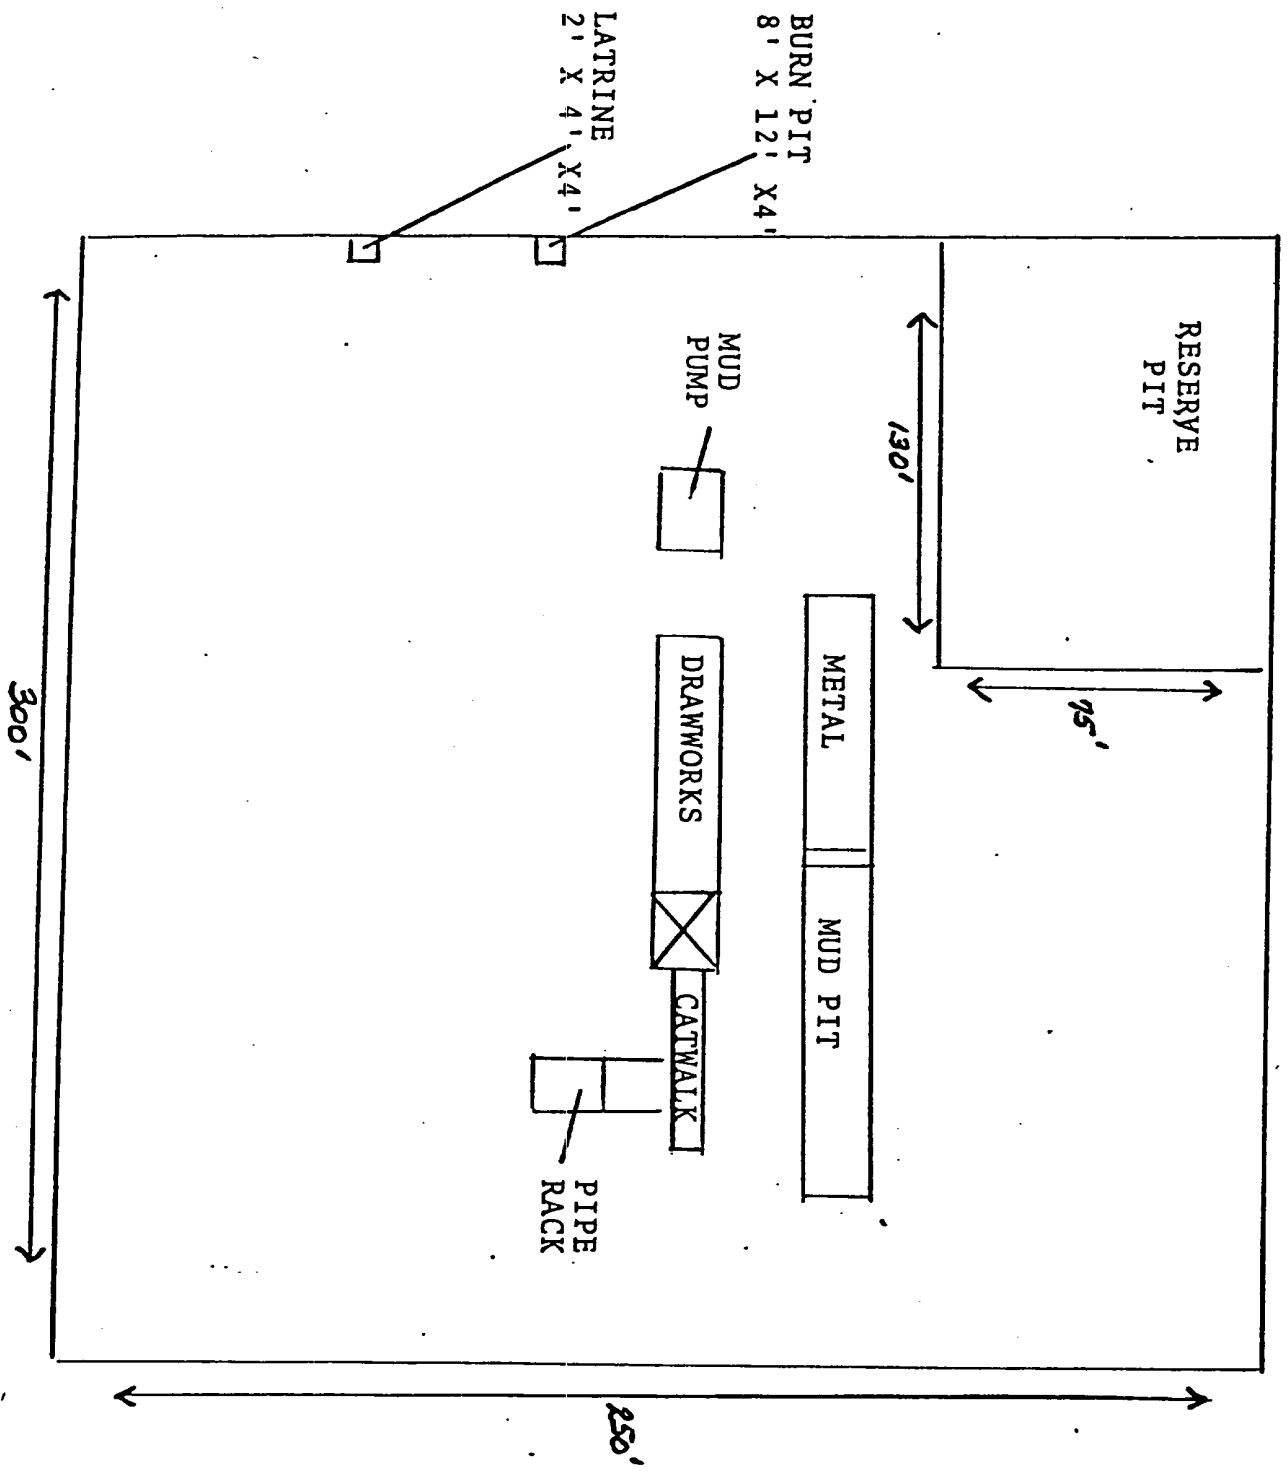 RESERVE
PIT
75'
130'
METAL
MUD PIT
BURN PIT
8' X 12' X4'
MUD
PUMP
DRAWWORKS
CATWALK
LATRINE
2' X 4' X4'
PIPE
RACK
250'
300'